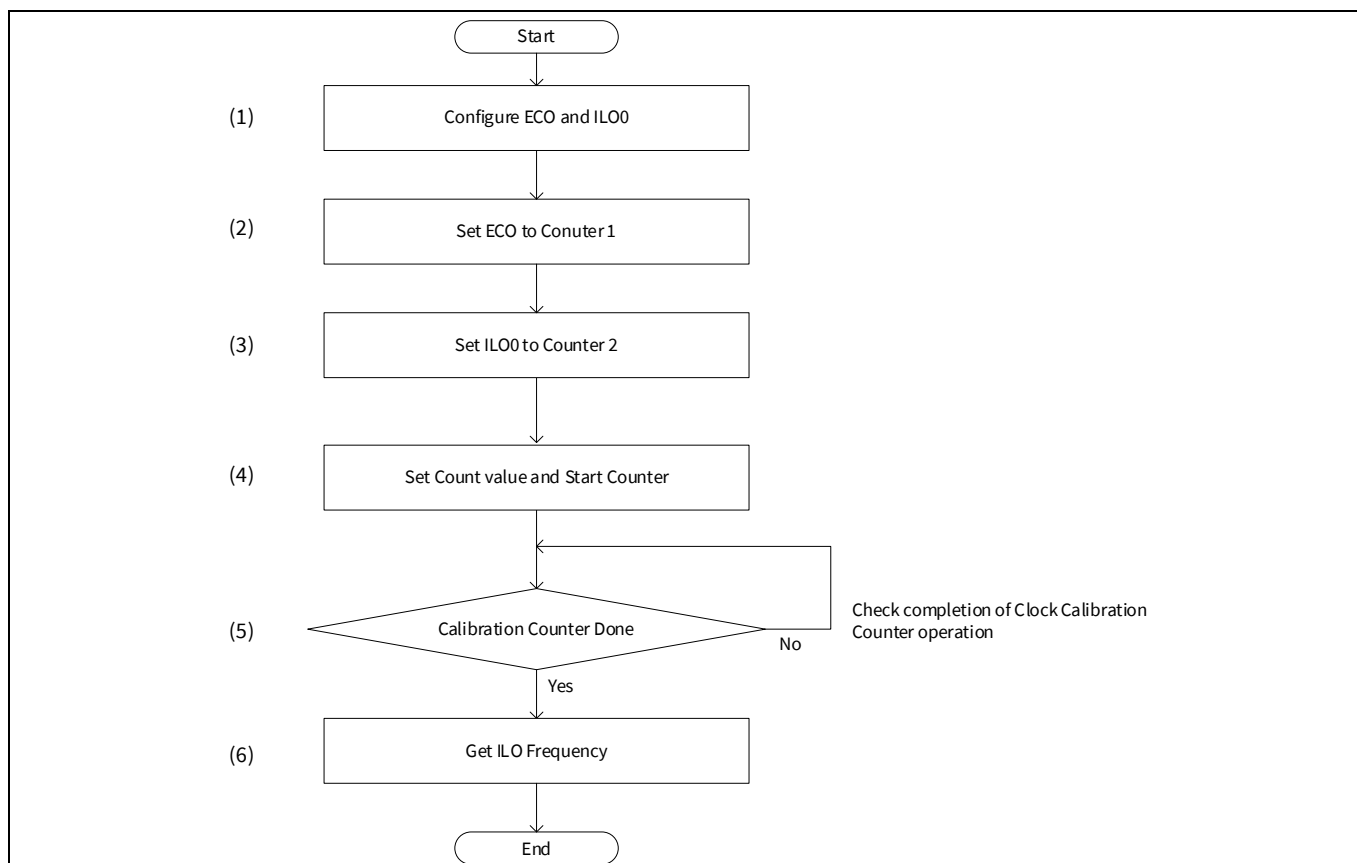 Start
(1)
Configure ECO and ILO0
(2)
Set ECO to Conuter 1
(3)
Set ILO0 to Counter 2
(4)
Set Count value and Start Counter
(5)
Calibration Counter Done
No
Check completion of Clock Calibration
Counter operation
Yes
(6)
Get ILO Frequency
End